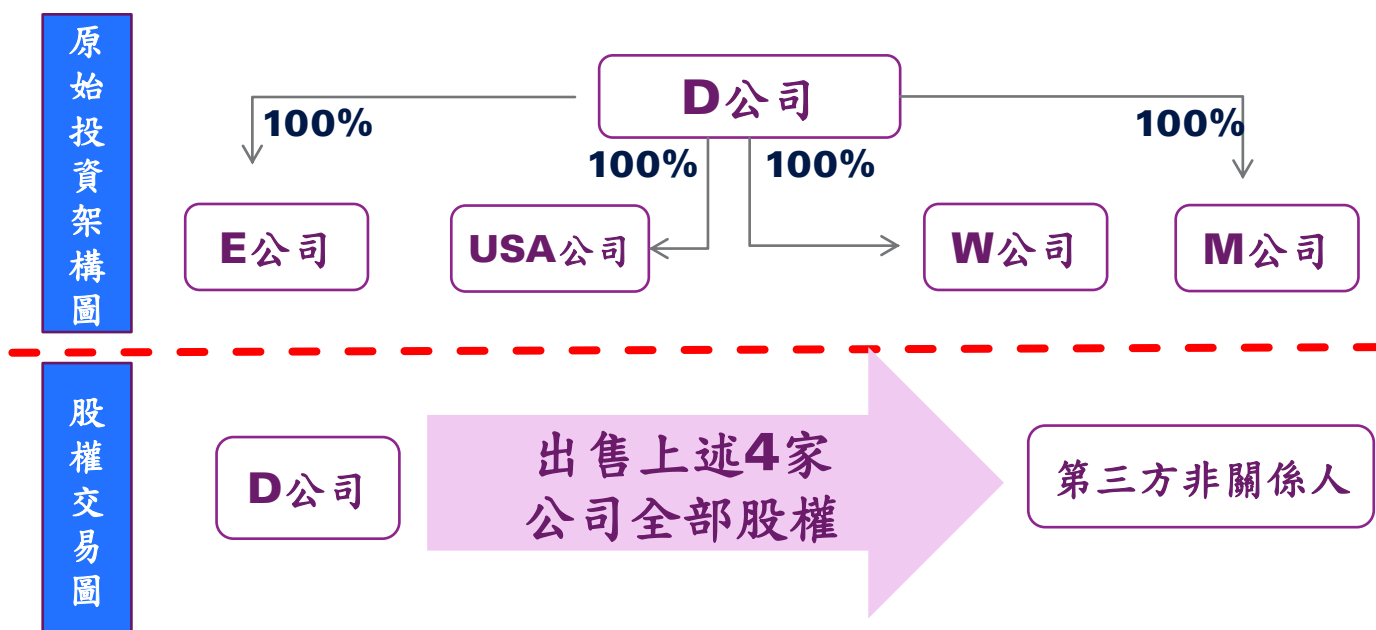 原始投資架構圖
D公司
100%
100%
100%
100%
E公司
USA公司
W公司
M公司
股權交易圖
D公司
出售上述4家
公司全部股權
第三方非關係人